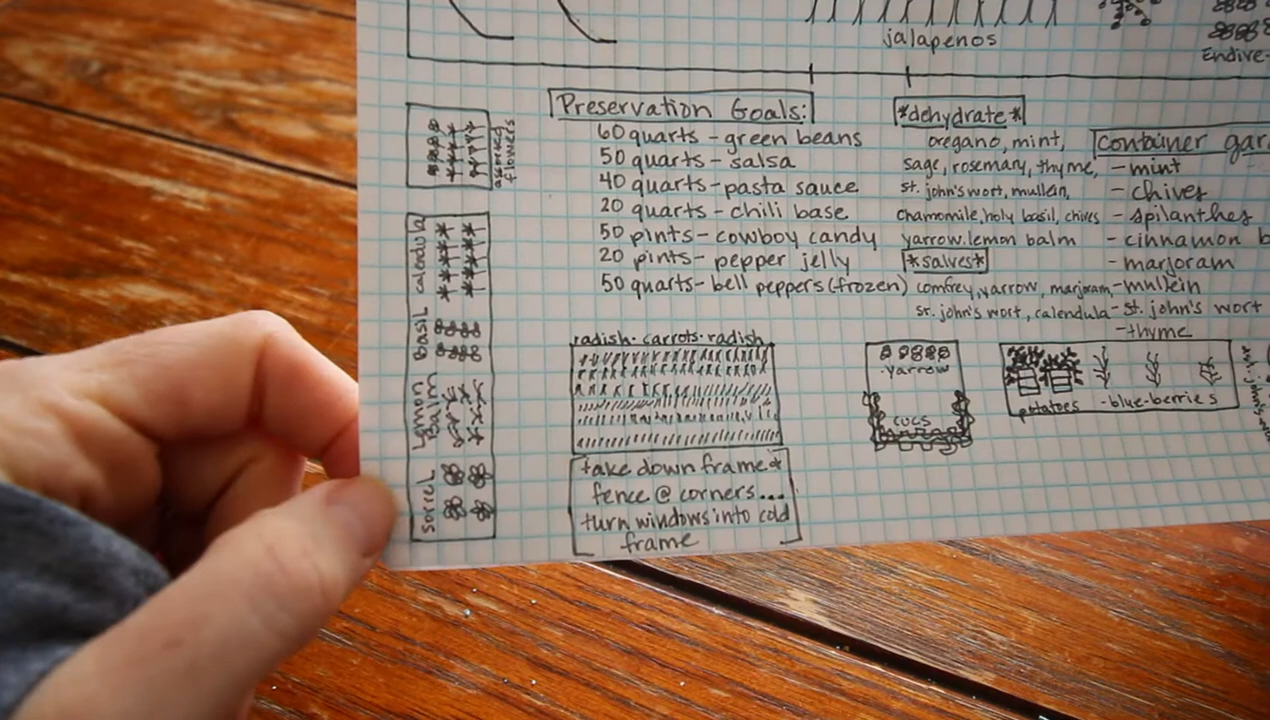 jalapenos
Endive
assorted flowers
Preservation Goals:
60 quarts - green beans
50 quarts - salsa
40 quarts - pasta sauce
20 quarts - chili base
50 pints - cowboy candy
20 pints - pepper jelly
50 quarts - bell peppers (frozen)
*dehydrate*
oregano, mint,
sage, rosemary, thyme,
st. john's wort, mullein,
chamomile, holy basil, chives
yarrow. lemon balm
*salves*
comfrey, yarrow, marjoram,
st. john's wort, calendula
Container gar
- mint
- chives
- spilanthes
- cinnamon b
- marjoram
- mullein
- st. john's wort
- thyme
calendula
Basil
Lemon Balm
Sorrel
radish · carrots · radish
take down frame *
fence @ corners...
turn windows into cold
frame
yarrow
cucs
potatoes - blue-berries